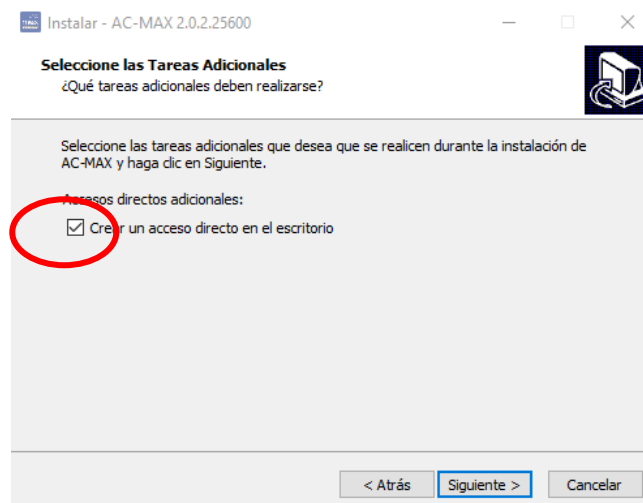 Instalar - AC-MAX 2.0.2.25600
Seleccione las Tareas Adicionales
¿Qué tareas adicionales deben realizarse?
Seleccione las tareas adicionales que desea que se realicen durante la instalación de
AC-MAX y haga clic en Siguiente.
Accesos directos adicionales:
Crear un acceso directo en el escritorio
< Atrás
Siguiente >
Cancelar